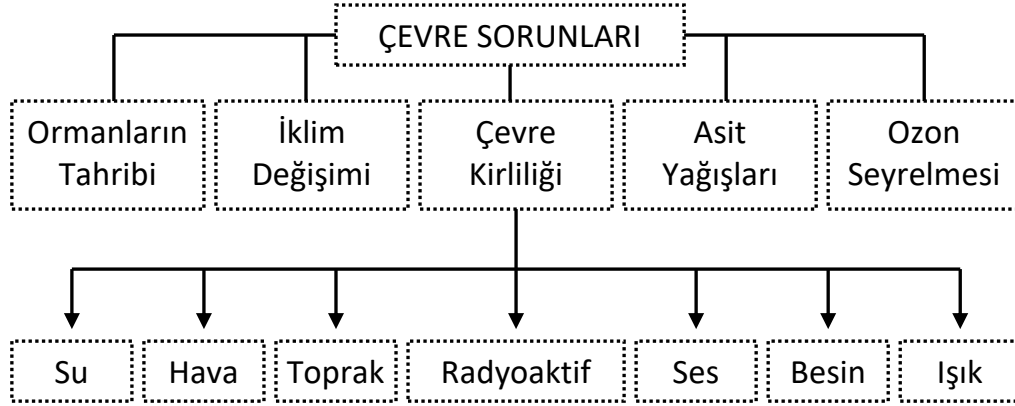 ÇEVRE SORUNLARI
Ormanların
Tahribi
İklim
Değişimi
Çevre
Kirliliği
Asit
Yağışları
Ozon
Seyrelmesi
Su
Hava
Toprak
Radyoaktif
Ses
Besin
Işık